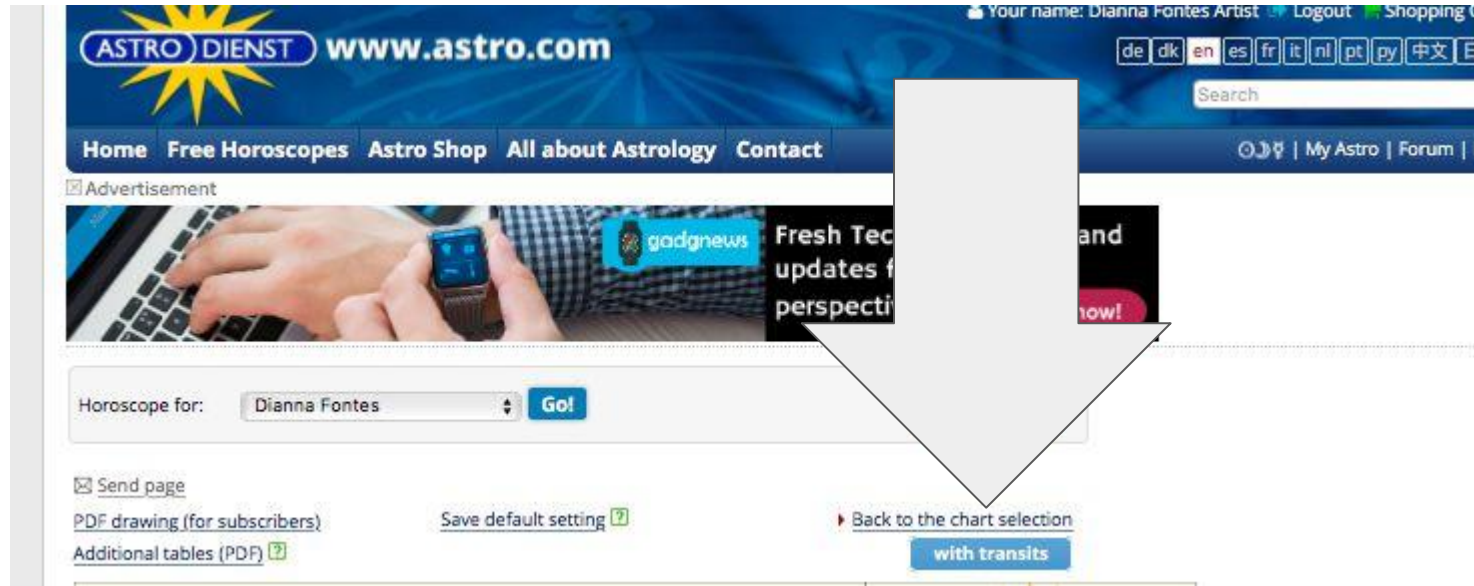 Your name: Dianna Fontes Artist Logout Shopping
ASTRO DIENST www.astro.com
de dk en es fr it nl pt py 中文
Search
Home Free Horoscopes Astro Shop All about Astrology Contact
☉☽☿ | My Astro | Forum |
Advertisement
gadgnews
Fresh Tec and
updates f
perspecti
now!
Horoscope for: Dianna Fontes Go!
Send page
PDF drawing (for subscribers) Save default setting ? Back to the chart selection
Additional tables (PDF) ? with transits